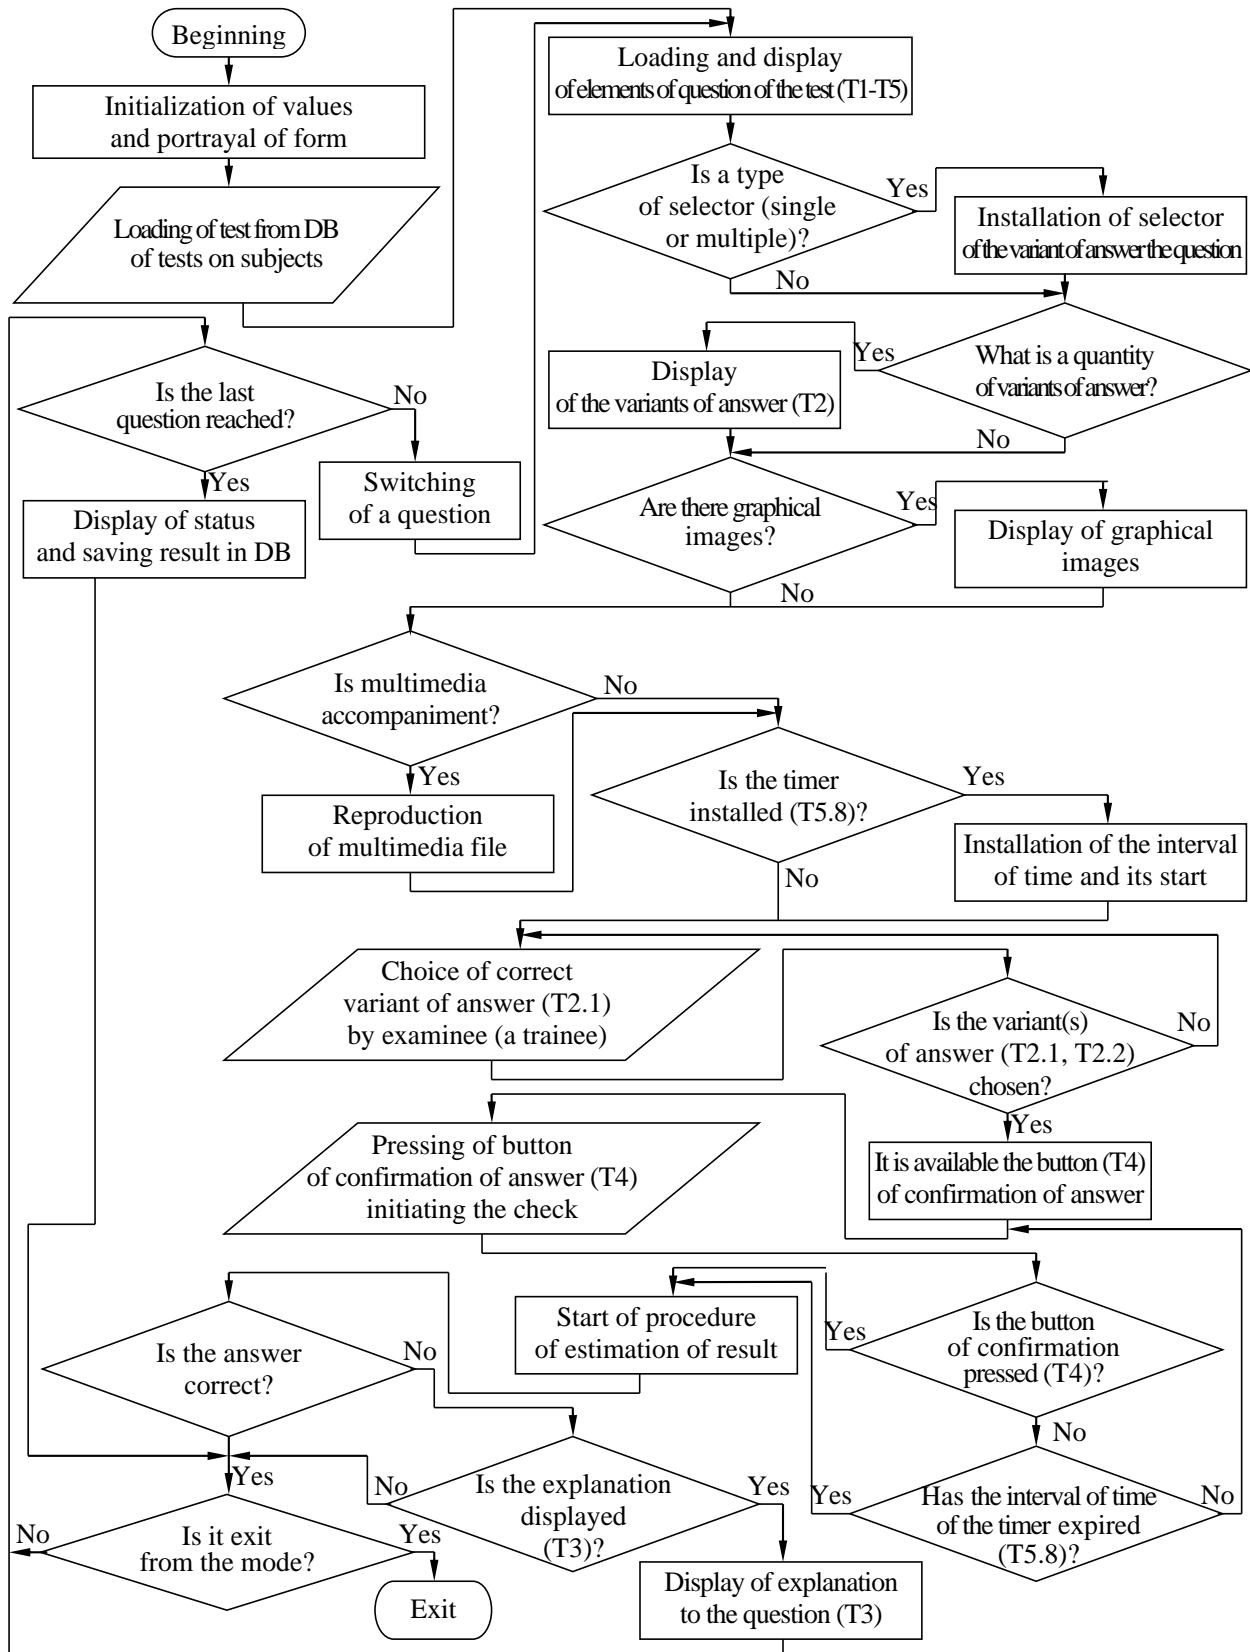 Beginning
Initialization of values
and portrayal of form
Loading of test from DB
of tests on subjects
Is the last
question reached?
No
Yes
Switching
of a question
Display of status
and saving result in DB
Loading and display
of elements of question of the test (T1-T5)
Is a type
of selector (single
or multiple)?
Yes
No
Installation of selector
of the variant of answer the question
What is a quantity
of variants of answer?
Yes
No
Display
of the variants of answer (T2)
Are there graphical
images?
Yes
No
Display of graphical
images
Is multimedia
accompaniment?
No
Yes
Reproduction
of multimedia file
Is the timer
installed (T5.8)?
Yes
No
Installation of the interval
of time and its start
Choice of correct
variant of answer (T2.1)
by examinee (a trainee)
Is the variant(s)
of answer (T2.1, T2.2)
chosen?
No
Yes
It is available the button (T4)
of confirmation of answer
Pressing of button
of confirmation of answer (T4)
initiating the check
Is the button
of confirmation
pressed (T4)?
Yes
No
Start of procedure
of estimation of result
Has the interval of time
of the timer expired
(T5.8)?
Yes
No
Is the answer
correct?
No
Yes
Is the explanation
displayed
(T3)?
No
Yes
Display of explanation
to the question (T3)
Is it exit
from the mode?
No
Yes
Exit